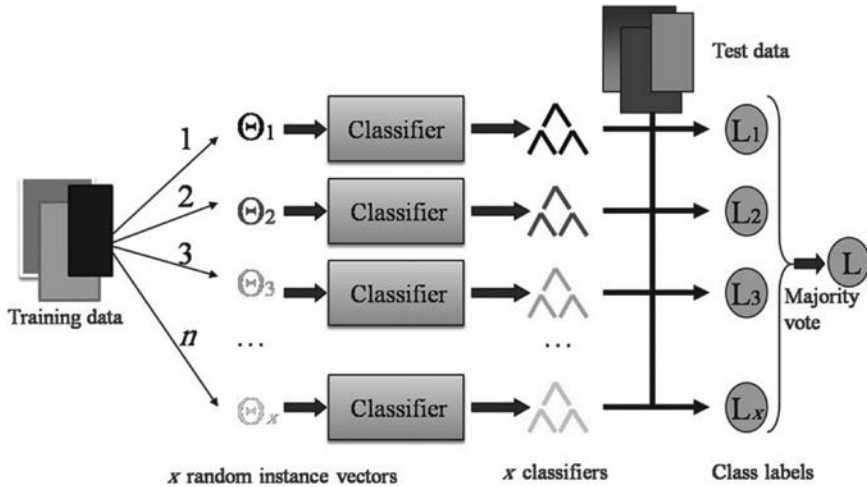 Test data
1
Θ1
Classifier
L1
2
Θ2
Classifier
L2
3
Θ3
Classifier
L3
L
Majority
vote
Training data
n
...
...
Θx
Classifier
Lx
x random instance vectors
x classifiers
Class labels